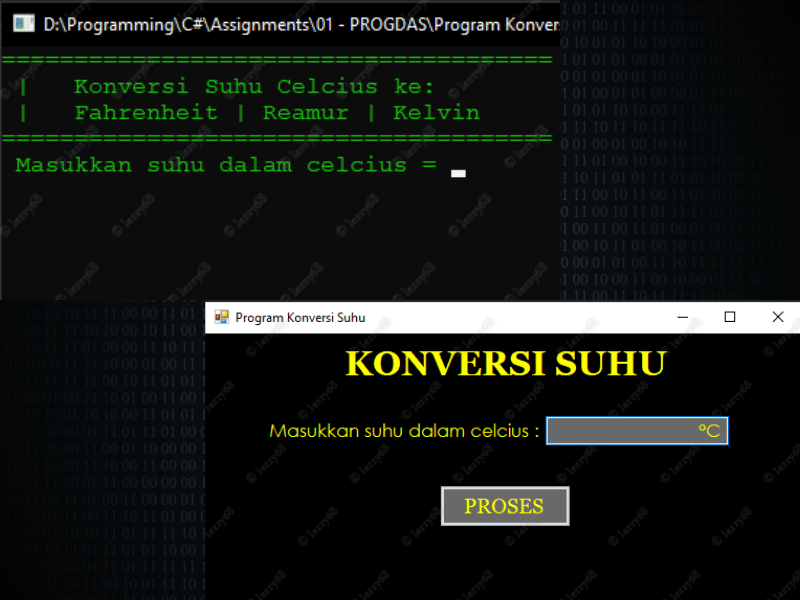 D:\Programming\C#\Assignments\01 - PROGDAS\Program Konver
=======================================
|   Konversi Suhu Celcius ke:
|   Fahrenheit | Reamur | Kelvin
=======================================
Masukkan suhu dalam celcius =
Program Konversi Suhu
KONVERSI SUHU
Masukkan suhu dalam celcius : °C
PROSES
© lerry68